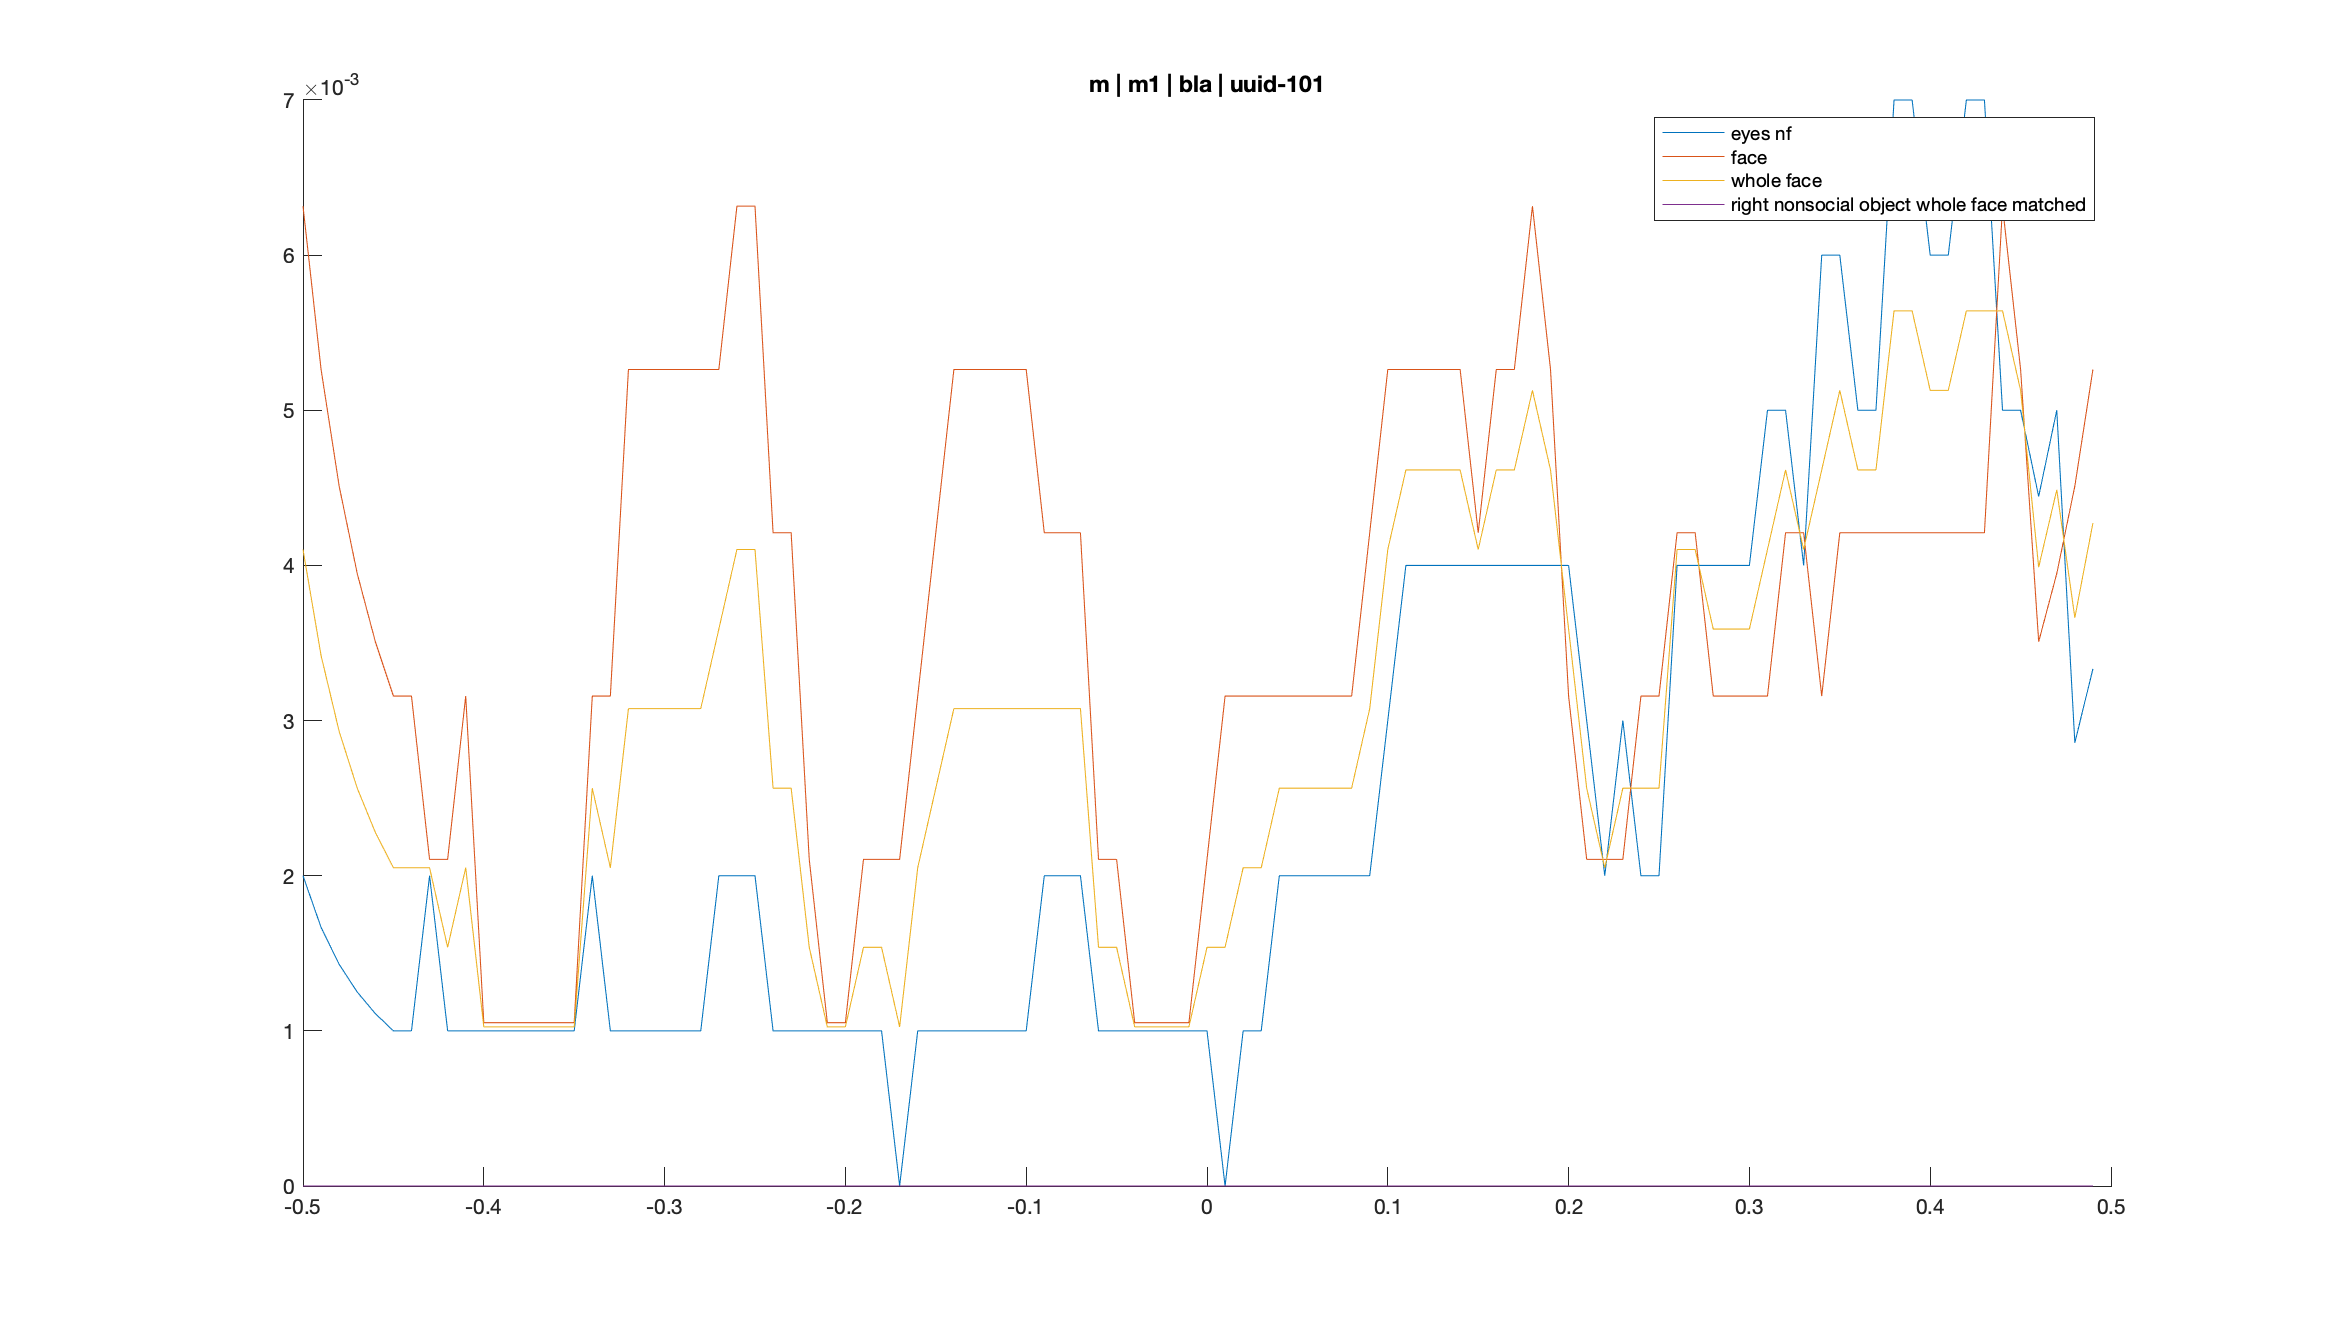 ×10-3
m | m1 | bla | uuid-101
7
6
5
4
3
2
1
0
eyes nf
face
whole face
right nonsocial object whole face matched
-0.5 -0.4 -0.3 -0.2 -0.1 0 0.1 0.2 0.3 0.4 0.5